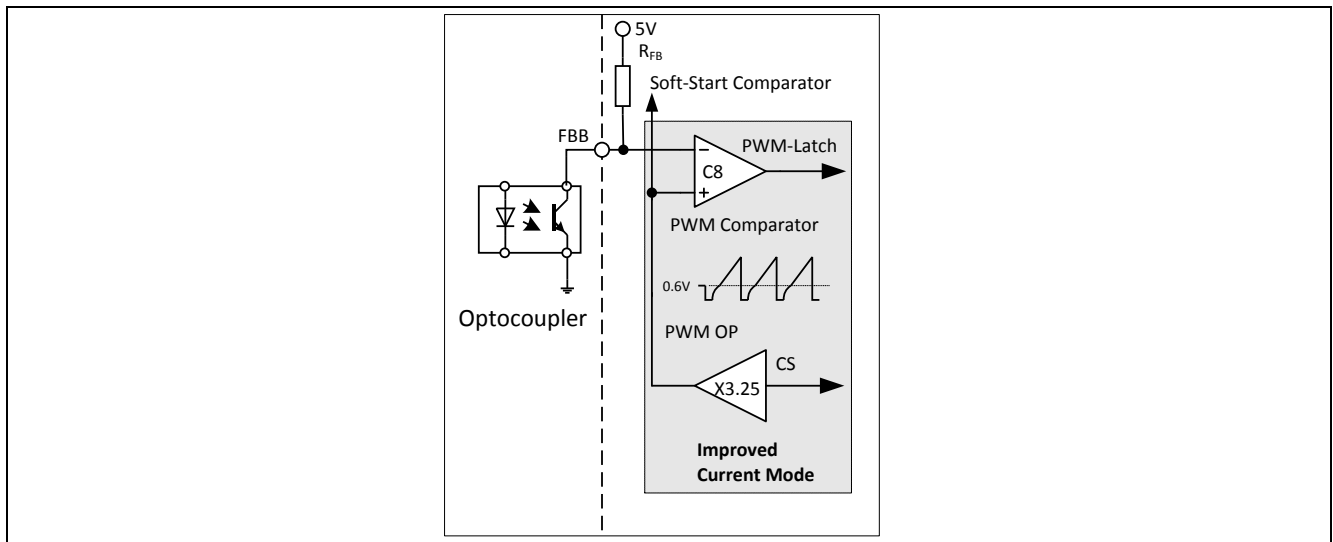 5V
R_FB
Soft-Start Comparator
FBB
PWM-Latch
C8
PWM Comparator
0.6V
Optocoupler
PWM OP
CS
X3.25
Improved
Current Mode